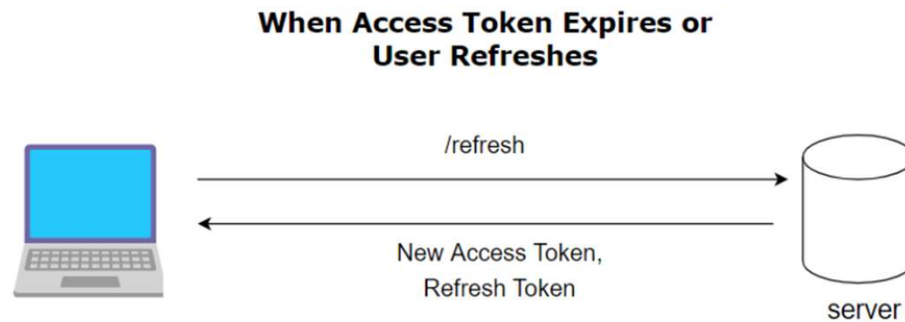 When Access Token Expires or
User Refreshes
/refresh
New Access Token,
Refresh Token
server